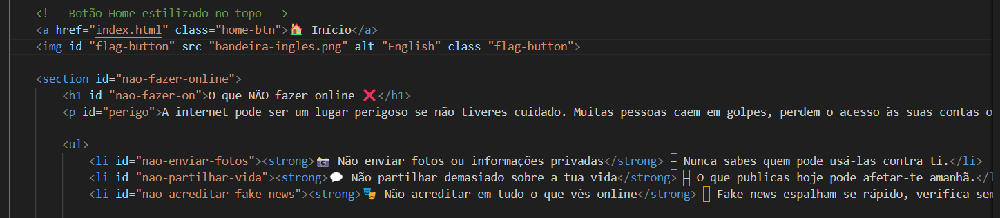 <!-- Botão Home estilizado no topo -->
<a href="index.html" class="home-btn">🏠 Início</a>
<img id="flag-button" src="bandeira-ingles.png" alt="English" class="flag-button">
<section id="nao-fazer-online">
<h1 id="nao-fazer-on">O que NÃO fazer online ❌</h1>
<p id="perigo">A internet pode ser um lugar perigoso se não tiveres cuidado. Muitas pessoas caem em golpes, perdem o acesso às suas contas o
<ul>
<li id="nao-enviar-fotos"><strong>📸 Não enviar fotos ou informações privadas</strong> – Nunca sabes quem pode usá-las contra ti.</li>
<li id="nao-partilhar-vida"><strong>💬 Não partilhar demasiado sobre a tua vida</strong> – O que publicas hoje pode afetar-te amanhã.</l
<li id="nao-acreditar-fake-news"><strong>🎭 Não acreditar em tudo o que vês online</strong> – Fake news espalham-se rápido, verifica sem